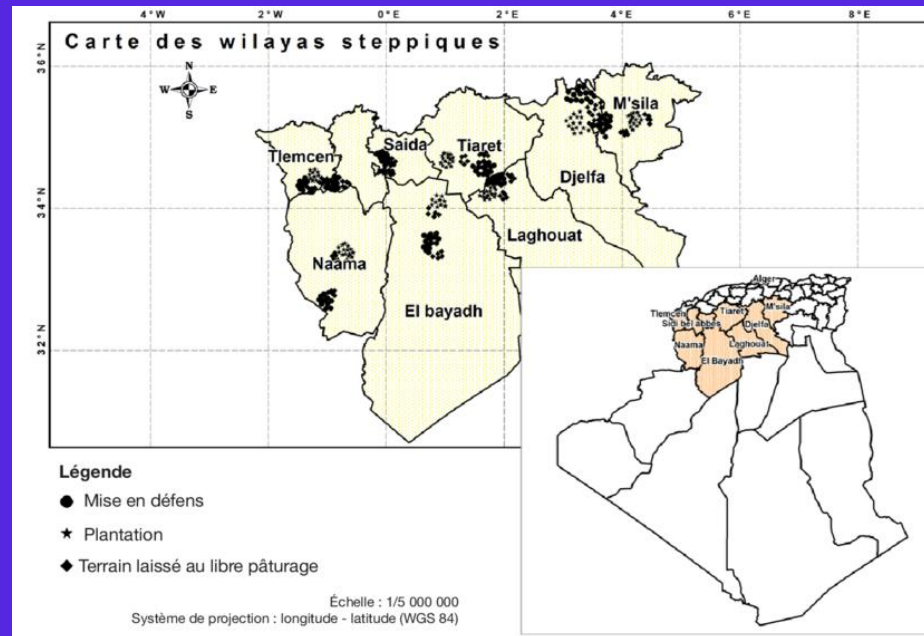 4 °W 2 °W 0 °E 2 °E 6 °E 8 °E
Carte des wilayas steppiques
36°N
N
W E
S
M'sila
Saida Tiaret
Tlemcen
Djelfa
34°N
Laghouat
Naama
El bayadh
32°N
Alger
M'sila
Tlemcen Tiaret
Sidi bel abbes Djelfa
Naama Laghouat
El Bayadh
Légende
Mise en défens
Plantation
Terrain laissé au libre pâturage
Échelle : 1/5 000 000
Système de projection : longitude - latitude (WGS 84)